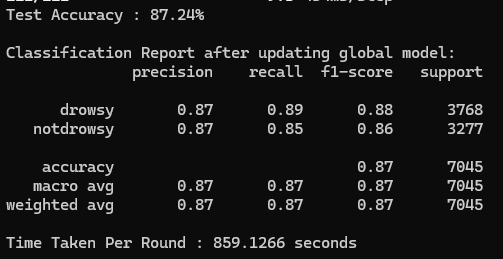 Test Accuracy : 87.24%
Classification Report after updating global model:
precision recall f1-score support
drowsy 0.87 0.89 0.88 3768
notdrowsy 0.87 0.85 0.86 3277
accuracy 0.87 7045
macro avg 0.87 0.87 0.87 7045
weighted avg 0.87 0.87 0.87 7045
Time Taken Per Round : 859.1266 seconds